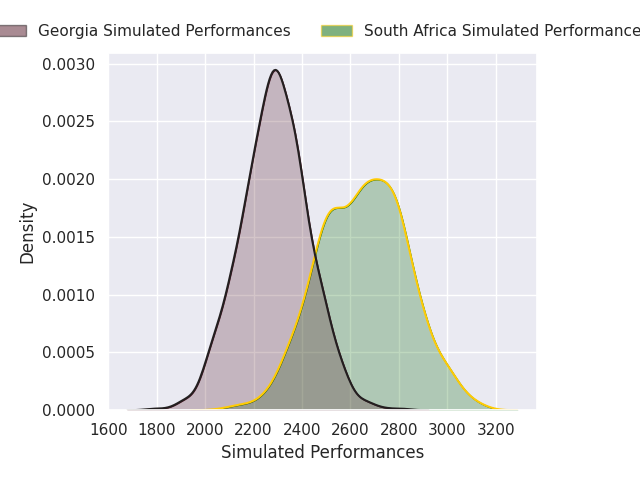 Georgia Simulated Performances
South Africa Simulated Performance
0.0030
0.0025
0.0020
0.0015
0.0010
0.0005
0.0000
Density
1600 1800 2000 2200 2400 2600 2800 3000 3200
Simulated Performances